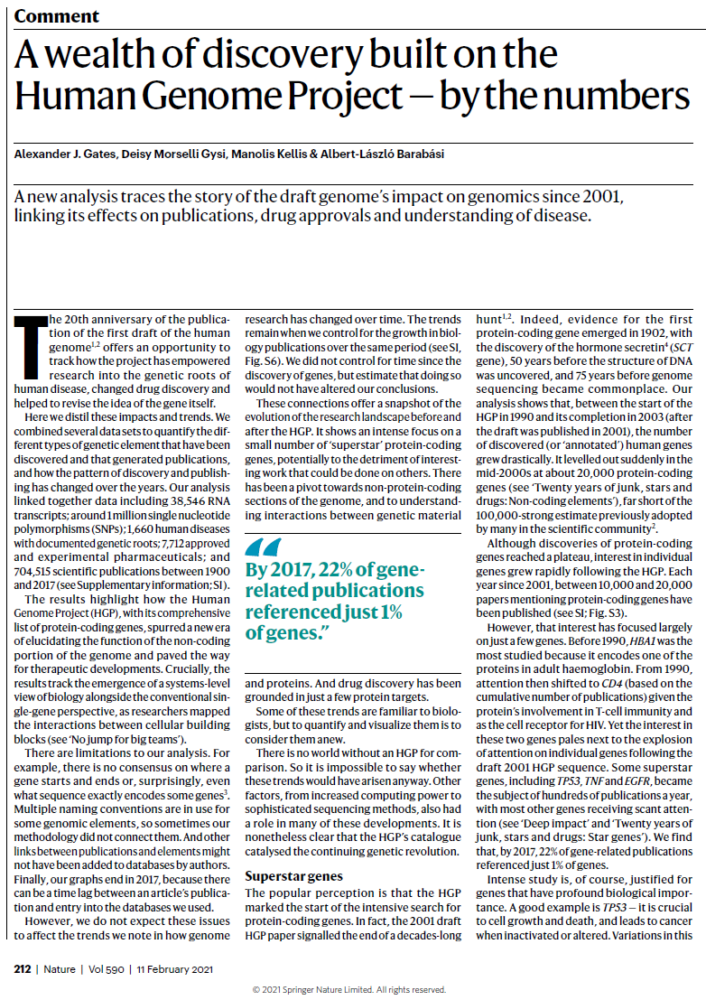 Comment
A wealth of discovery built on the
Human Genome Project – by the numbers
Alexander J. Gates, Deisy Morselli Gysi, Manolis Kellis & Albert-László Barabási
A new analysis traces the story of the draft genome's impact on genomics since 2001,
linking its effects on publications, drug approvals and understanding of disease.
The 20th anniversary of the publica-
tion of the first draft of the human
genome1,2 offers an opportunity to
track how the project has empowered
research into the genetic roots of
human disease, changed drug discovery and
helped to revise the idea of the gene itself.
Here we distil these impacts and trends. We
combined several data sets to quantify the dif-
ferent types of genetic element that have been
discovered and that generated publications,
and how the pattern of discovery and publish-
ing has changed over the years. Our analysis
linked together data including 38,546 RNA
transcripts; around 1 million single nucleotide
polymorphisms (SNPs); 1,660 human diseases
with documented genetic roots; 7,712 approved
and experimental pharmaceuticals; and
704,515 scientific publications between 1900
and 2017 (see Supplementary information; SI).
The results highlight how the Human
Genome Project (HGP), with its comprehensive
list of protein-coding genes, spurred a new era
of elucidating the function of the non-coding
portion of the genome and paved the way
for therapeutic developments. Crucially, the
results track the emergence of a systems-level
view of biology alongside the conventional sin-
gle-gene perspective, as researchers mapped
the interactions between cellular building
blocks (see 'No jump for big teams').
There are limitations to our analysis. For
example, there is no consensus on where a
gene starts and ends or, surprisingly, even
what sequence exactly encodes some genes3.
Multiple naming conventions are in use for
some genomic elements, so sometimes our
methodology did not connect them. And other
links between publications and elements might
not have been added to databases by authors.
Finally, our graphs end in 2017, because there
can be a time lag between an article's publica-
tion and entry into the databases we used.
However, we do not expect these issues
to affect the trends we note in how genome
research has changed over time. The trends
remain when we control for the growth in biol-
ogy publications over the same period (see SI,
Fig. S6). We did not control for time since the
discovery of genes, but estimate that doing so
would not have altered our conclusions.
These connections offer a snapshot of the
evolution of the research landscape before and
after the HGP. It shows an intense focus on a
small number of 'superstar' protein-coding
genes, potentially to the detriment of interest-
ing work that could be done on others. There
has been a pivot towards non-protein-coding
sections of the genome, and to understand-
ing interactions between genetic material
“
By 2017, 22% of gene-
related publications
referenced just 1%
of genes.”
and proteins. And drug discovery has been
grounded in just a few protein targets.
Some of these trends are familiar to biolo-
gists, but to quantify and visualize them is to
consider them anew.
There is no world without an HGP for com-
parison. So it is impossible to say whether
these trends would have arisen anyway. Other
factors, from increased computing power to
sophisticated sequencing methods, also had
a role in many of these developments. It is
nonetheless clear that the HGP's catalogue
catalysed the continuing genetic revolution.
Superstar genes
The popular perception is that the HGP
marked the start of the intensive search for
protein-coding genes. In fact, the 2001 draft
HGP paper signalled the end of a decades-long
hunt1,2. Indeed, evidence for the first
protein-coding gene emerged in 1902, with
the discovery of the hormone secretin4 (SCT
gene), 50 years before the structure of DNA
was uncovered, and 75 years before genome
sequencing became commonplace. Our
analysis shows that, between the start of the
HGP in 1990 and its completion in 2003 (after
the draft was published in 2001), the number
of discovered (or 'annotated') human genes
grew drastically. It levelled out suddenly in the
mid-2000s at about 20,000 protein-coding
genes (see 'Twenty years of junk, stars and
drugs: Non-coding elements'), far short of the
100,000-strong estimate previously adopted
by many in the scientific community2.
Although discoveries of protein-coding
genes reached a plateau, interest in individual
genes grew rapidly following the HGP. Each
year since 2001, between 10,000 and 20,000
papers mentioning protein-coding genes have
been published (see SI; Fig. S3).
However, that interest has focused largely
on just a few genes. Before 1990, HBA1 was the
most studied because it encodes one of the
proteins in adult haemoglobin. From 1990,
attention then shifted to CD4 (based on the
cumulative number of publications) given the
protein's involvement in T-cell immunity and
as the cell receptor for HIV. Yet the interest in
these two genes pales next to the explosion
of attention on individual genes following the
draft 2001 HGP sequence. Some superstar
genes, including TP53, TNF and EGFR, became
the subject of hundreds of publications a year,
with most other genes receiving scant atten-
tion (see 'Deep impact' and 'Twenty years of
junk, stars and drugs: Star genes'). We find
that, by 2017, 22% of gene-related publications
referenced just 1% of genes.
Intense study is, of course, justified for
genes that have profound biological impor-
tance. A good example is TP53 – it is crucial
to cell growth and death, and leads to cancer
when inactivated or altered. Variations in this
212 | Nature | Vol 590 | 11 February 2021
© 2021 Springer Nature Limited. All rights reserved.